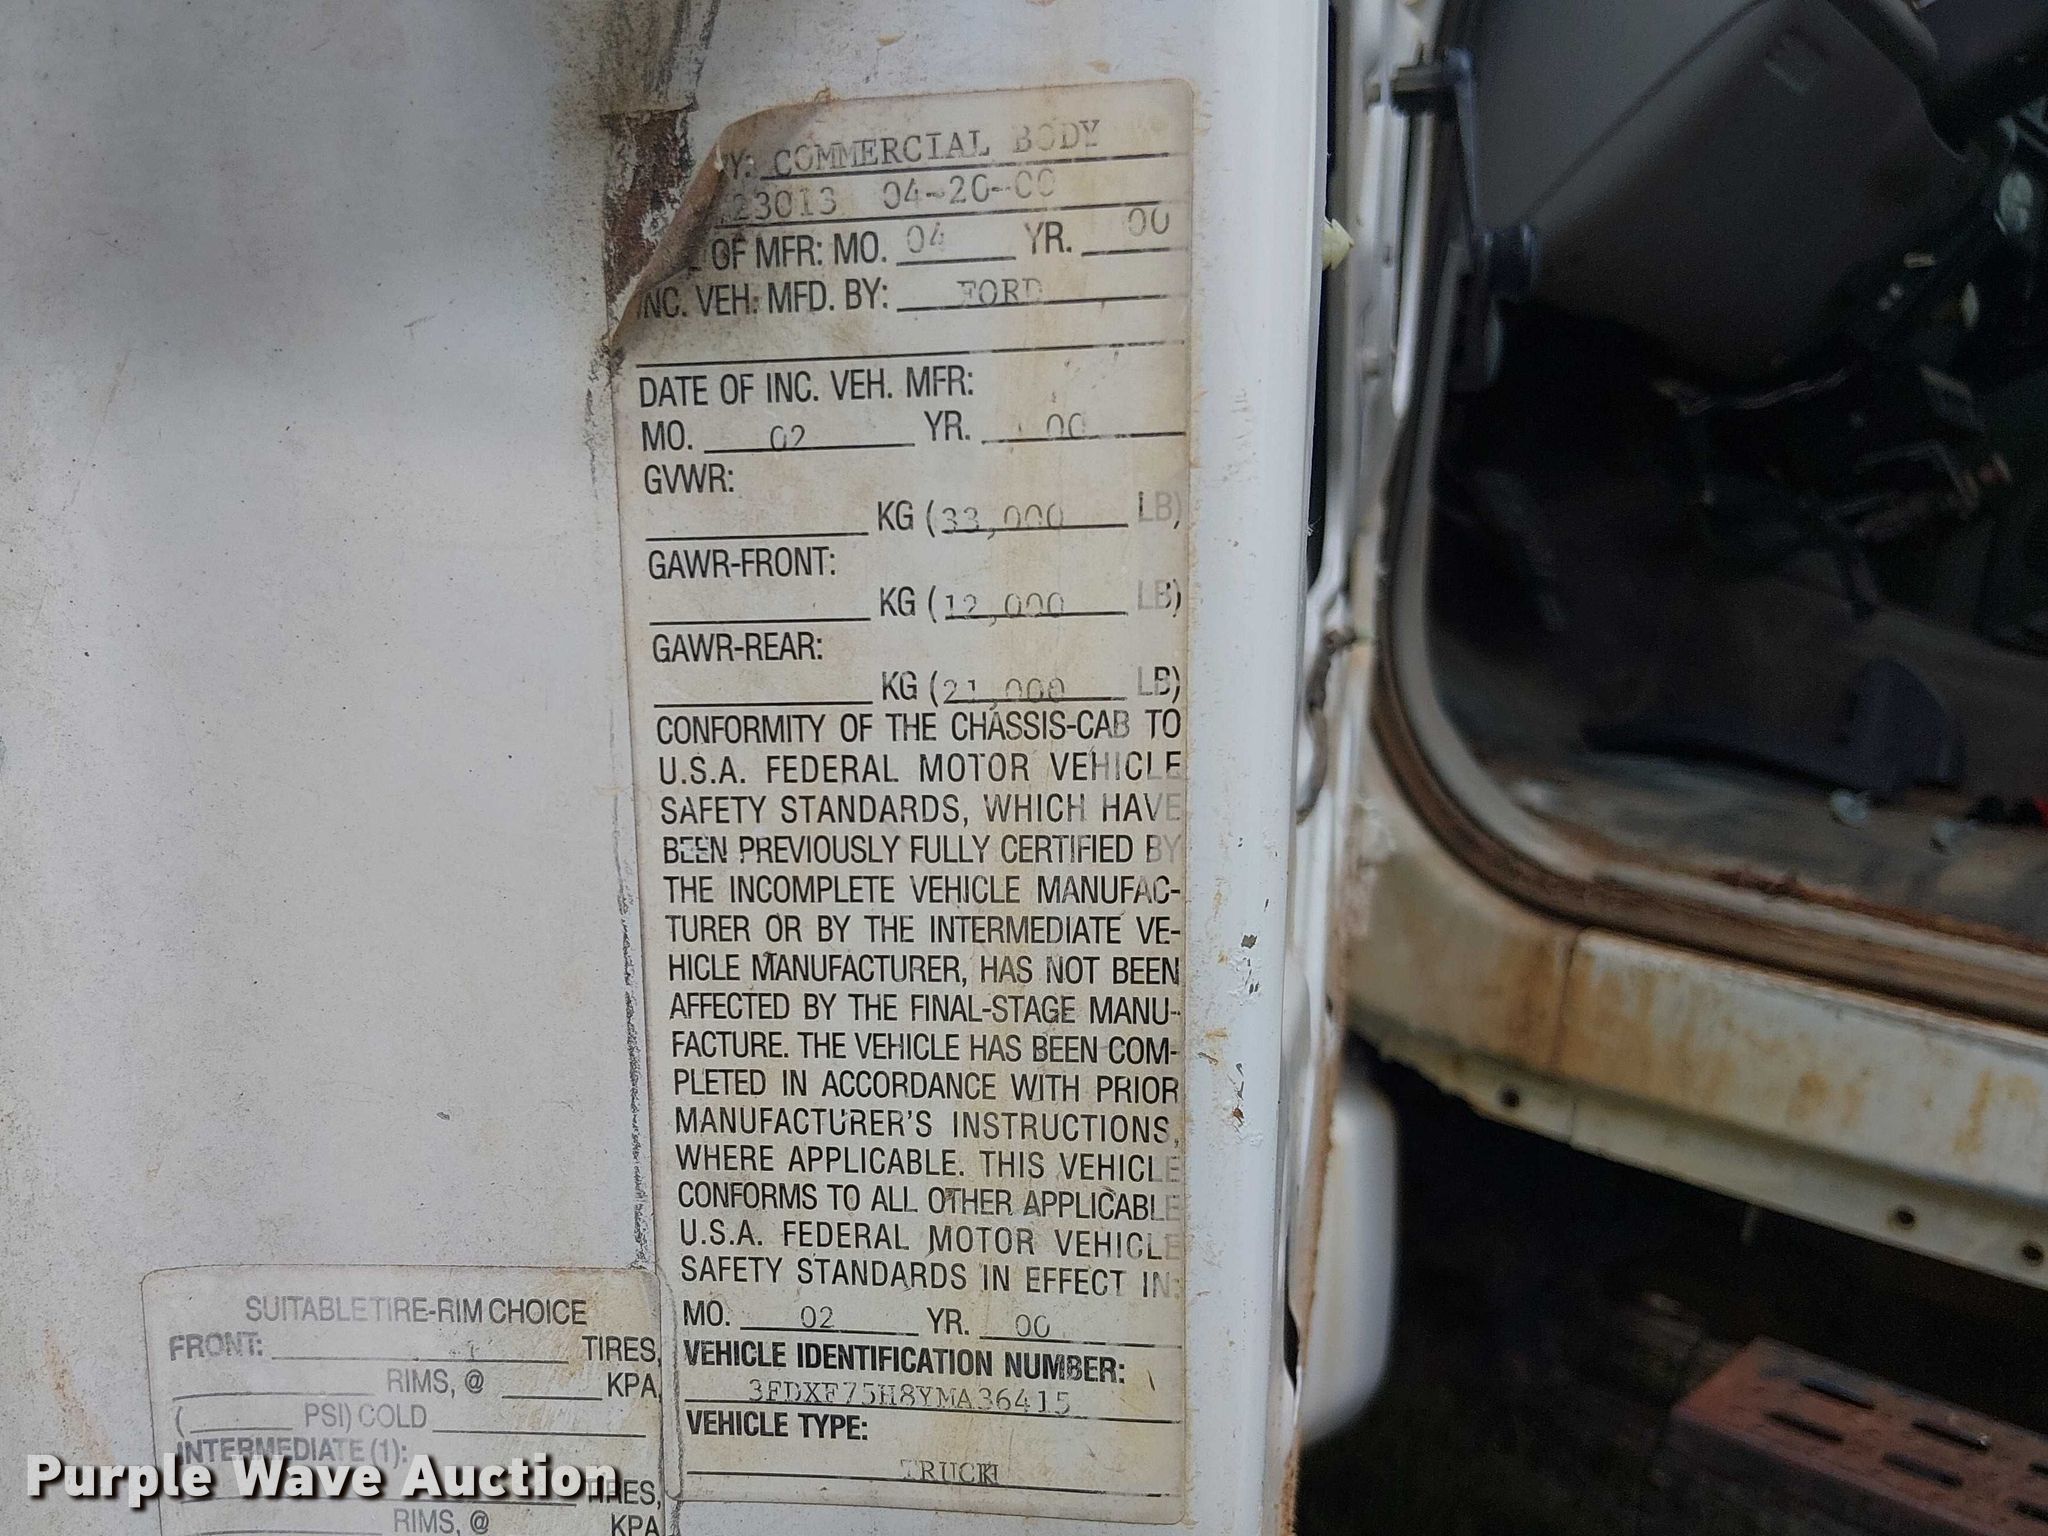 Y: COMMERCIAL BODY
23013 04-20-00
OF MFR: MO. 04 YR. 00
INC. VEH. MFD. BY: FORD
DATE OF INC. VEH. MFR:
MO. 02 YR. 00
GVWR:
KG (33,000 LB)
GAWR-FRONT:
KG (12,000 LB)
GAWR-REAR:
KG (21,000 LB)
CONFORMITY OF THE CHASSIS-CAB TO
U.S.A. FEDERAL MOTOR VEHICLE
SAFETY STANDARDS, WHICH HAVE
BEEN PREVIOUSLY FULLY CERTIFIED BY
THE INCOMPLETE VEHICLE MANUFAC-
TURER OR BY THE INTERMEDIATE VE-
HICLE MANUFACTURER, HAS NOT BEEN
AFFECTED BY THE FINAL-STAGE MANU-
FACTURE. THE VEHICLE HAS BEEN COM-
PLETED IN ACCORDANCE WITH PRIOR
MANUFACTURER'S INSTRUCTIONS,
WHERE APPLICABLE. THIS VEHICLE
CONFORMS TO ALL OTHER APPLICABLE
U.S.A. FEDERAL MOTOR VEHICLE
SAFETY STANDARDS IN EFFECT IN:
MO. 02 YR. 00
VEHICLE IDENTIFICATION NUMBER:
3FDXF75H8YMA36415
VEHICLE TYPE:
TRUCK
SUITABLE TIRE-RIM CHOICE
FRONT: TIRES,
RIMS, @ KPA,
( PSI) COLD
INTERMEDIATE (1):
TIRES,
RIMS, @ KPA
Purple Wave Auction